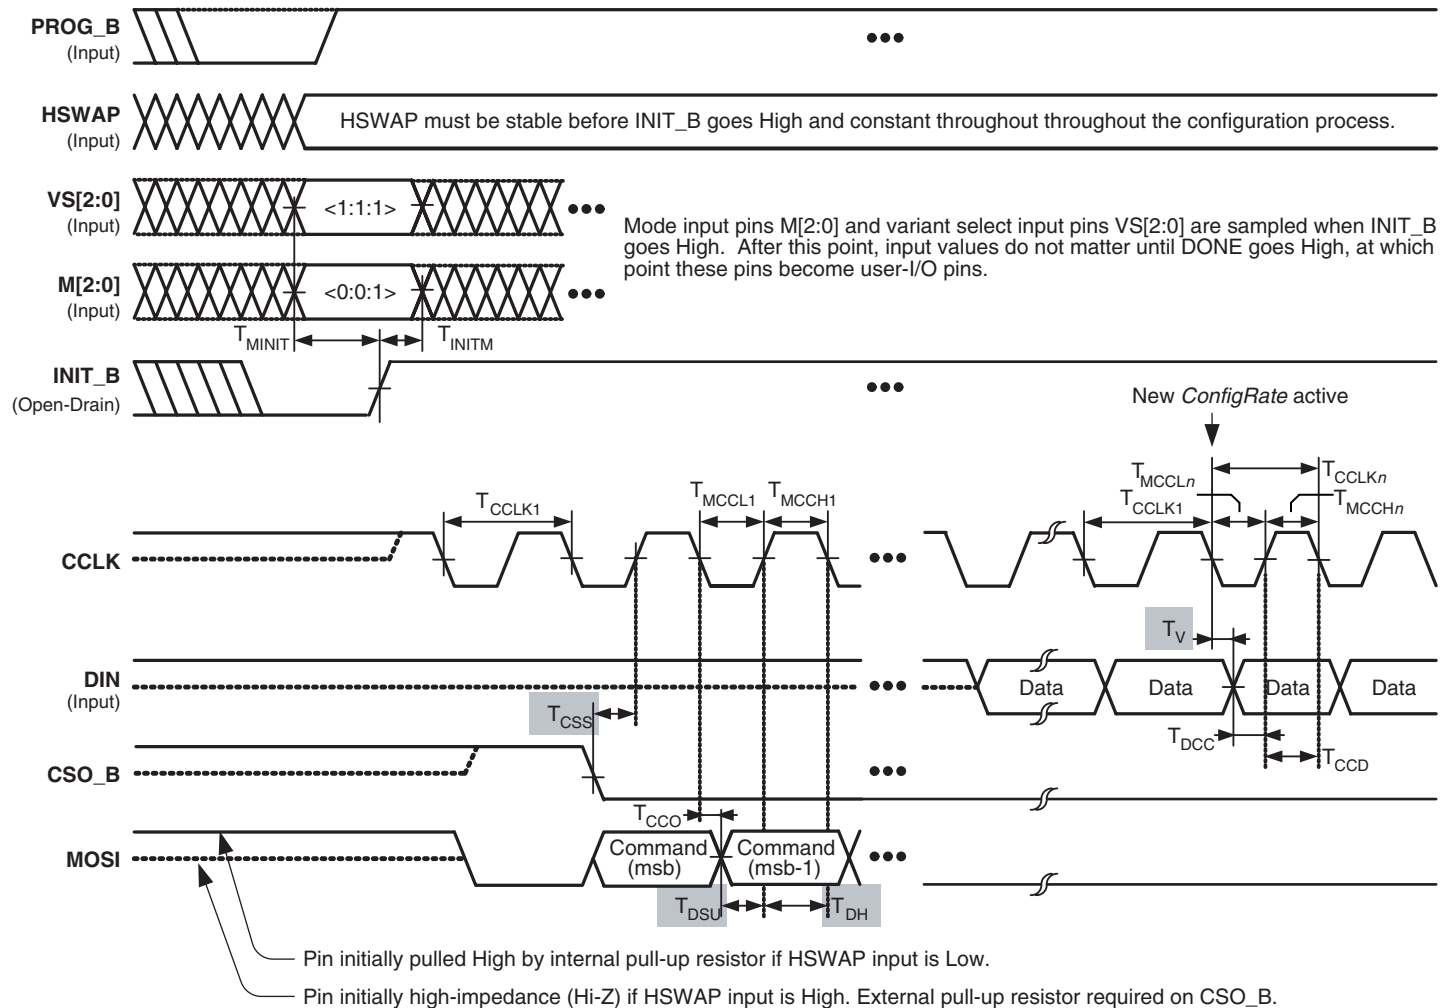 PROG_B
(Input)
HSWAP
(Input)
HSWAP must be stable before INIT_B goes High and constant throughout throughout the configuration process.
VS[2:0]
(Input)
<1:1:1>
Mode input pins M[2:0] and variant select input pins VS[2:0] are sampled when INIT_B
goes High. After this point, input values do not matter until DONE goes High, at which
point these pins become user-I/O pins.
M[2:0]
(Input)
<0:0:1>
TMINIT
TINITM
INIT_B
(Open-Drain)
New ConfigRate active
TCCLK1
TMCCL1
TMCCH1
TMCCLn
TCCLK1
TCCLKn
TMCCHn
CCLK
TV
DIN
(Input)
Data
Data
Data
Data
TCSS
TDCC
TCCD
CSO_B
TCCO
MOSI
Command
(msb)
Command
(msb-1)
TDSU
TDH
Pin initially pulled High by internal pull-up resistor if HSWAP input is Low.
Pin initially high-impedance (Hi-Z) if HSWAP input is High. External pull-up resistor required on CSO_B.